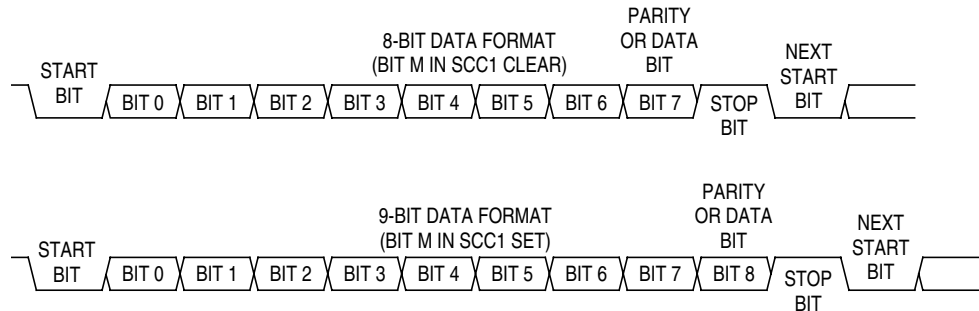 8-BIT DATA FORMAT
(BIT M IN SCC1 CLEAR)
PARITY
OR DATA
BIT
START
BIT
BIT 0 BIT 1 BIT 2 BIT 3 BIT 4 BIT 5 BIT 6 BIT 7
STOP
BIT
NEXT
START
BIT
9-BIT DATA FORMAT
(BIT M IN SCC1 SET)
PARITY
OR DATA
BIT
START
BIT
BIT 0 BIT 1 BIT 2 BIT 3 BIT 4 BIT 5 BIT 6 BIT 7 BIT 8
STOP
BIT
NEXT
START
BIT